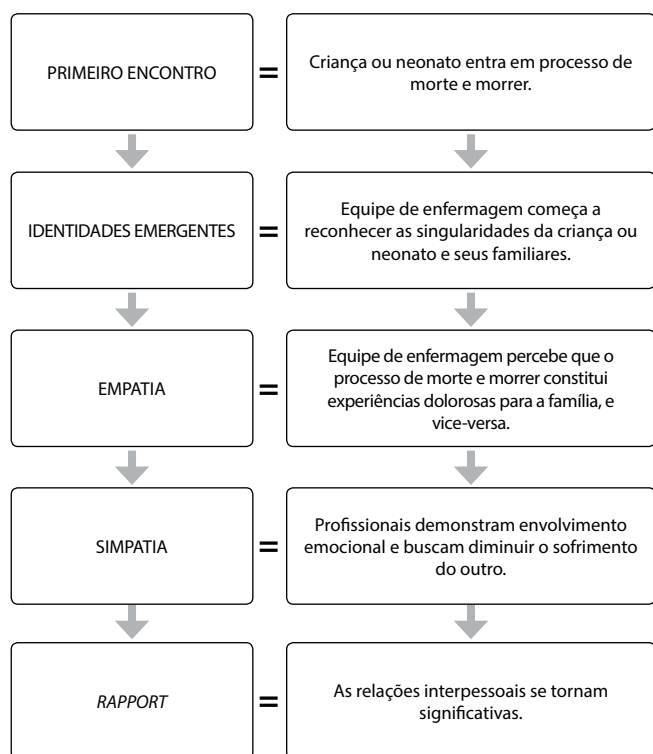 PRIMEIRO ENCONTRO
=
Criança ou neonato entra em processo de
morte e morrer.
IDENTIDADES EMERGENTES
=
Equipe de enfermagem começa a
reconhecer as singularidades da criança ou
neonato e seus familiares.
EMPATIA
=
Equipe de enfermagem percebe que o
processo de morte e morrer constitui
experiências dolorosas para a família, e
vice-versa.
SIMPATIA
=
Profissionais demonstram envolvimento
emocional e buscam diminuir o sofrimento
do outro.
RAPPORT
=
As relações interpessoais se tornam
significativas.